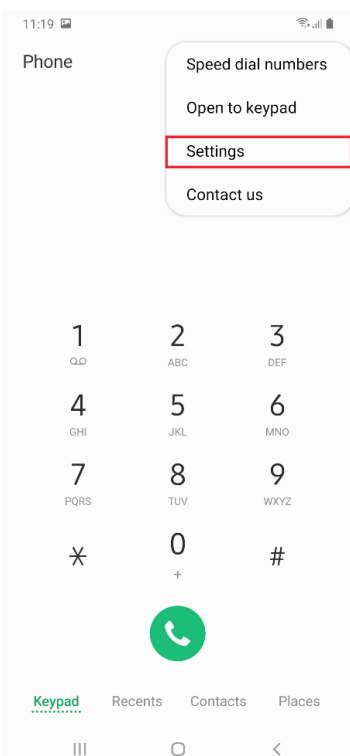 11:19
Phone
Speed dial numbers
Open to keypad
Settings
Contact us
1 2 3
ABC DEF
4 5 6
GHI JKL MNO
7 8 9
PQRS TUV WXYZ
* 0 #
+
Keypad Recents Contacts Places